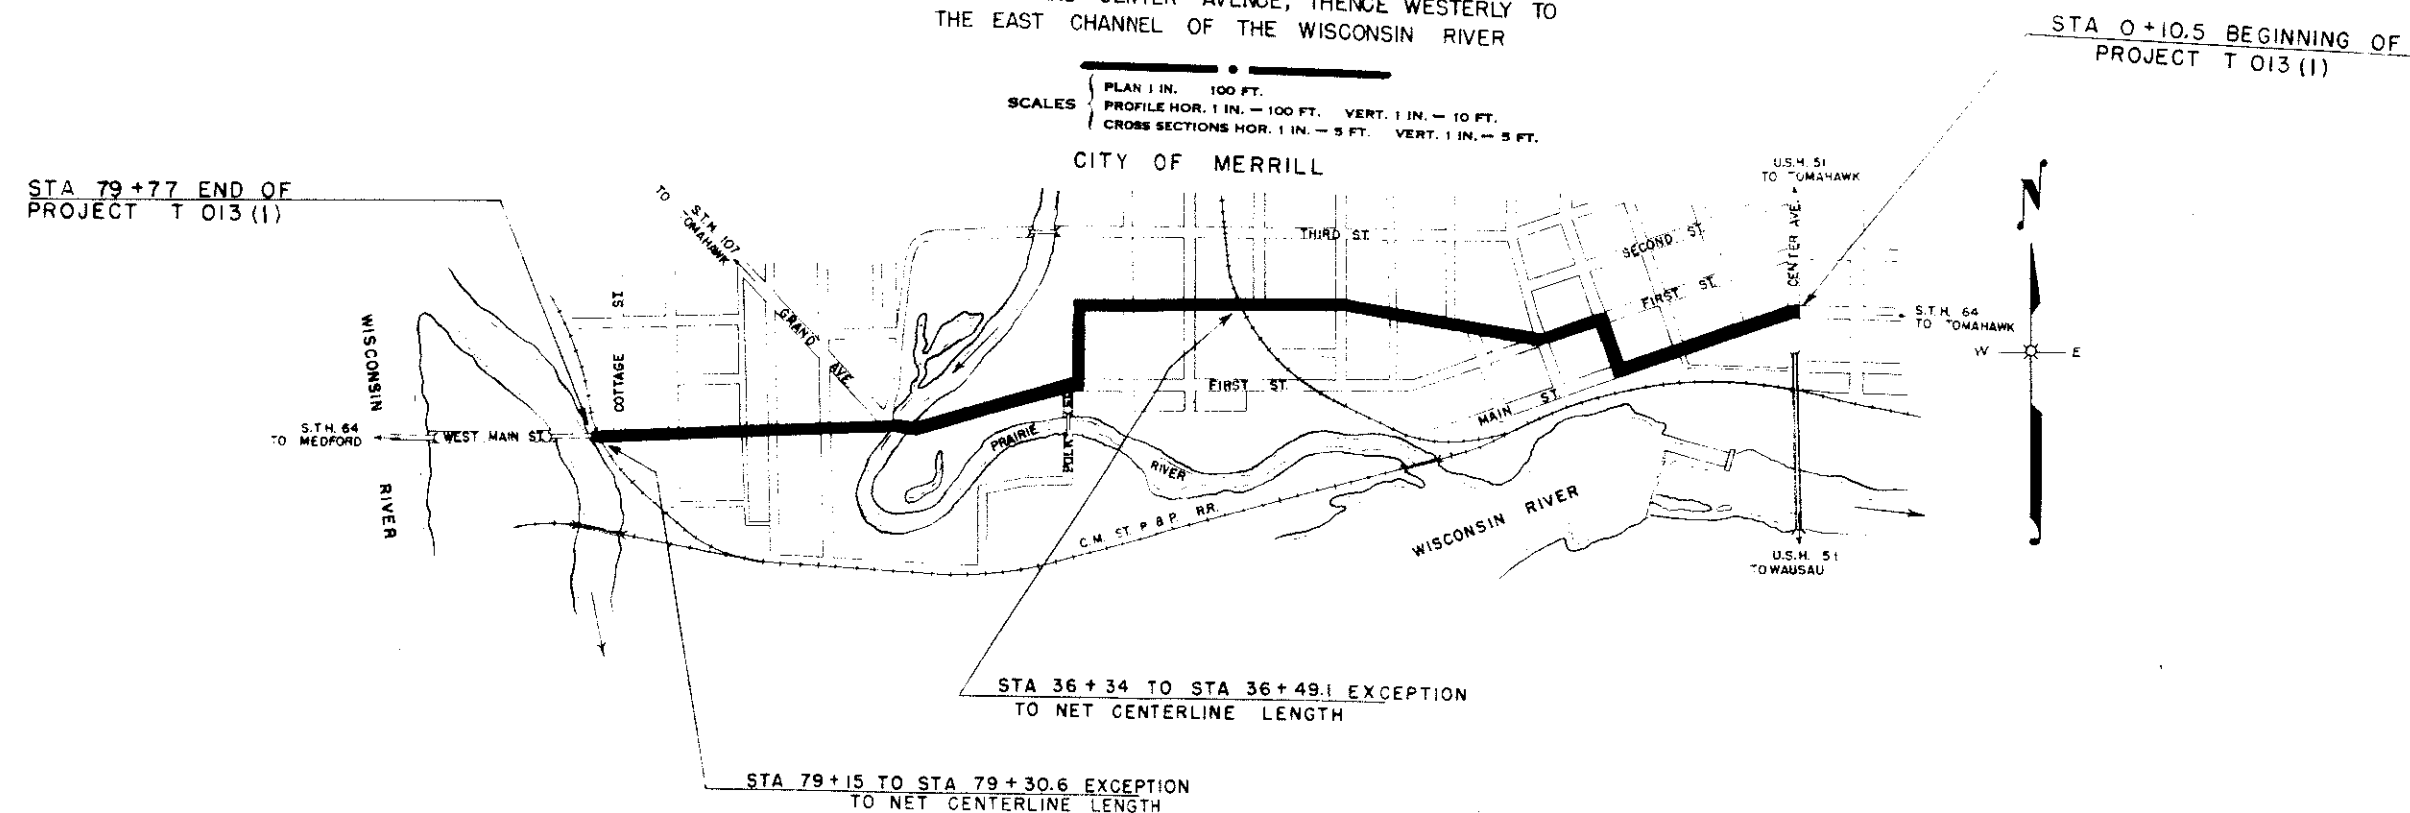 CENTER AVENUE, THENCE WESTERLY TO
THE EAST CHANNEL OF THE WISCONSIN RIVER
STA 0+10.5 BEGINNING OF
PROJECT T 013 (1)
SCALES
PLAN 1 IN. 100 FT.
PROFILE HOR. 1 IN. — 100 FT. VERT. 1 IN. — 10 FT.
CROSS SECTIONS HOR. 1 IN. — 5 FT. VERT. 1 IN. — 5 FT.
CITY OF MERRILL
STA 79+77 END OF
PROJECT T 013 (1)
TO TOMAHAWK
S.T.H. 107
U.S.H. 51
TO TOMAHAWK
N
THIRD ST.
SECOND ST.
CENTER AVE.
FIRST ST.
COTTAGE ST
GRAND AVE
WISCONSIN RIVER
S.T.H. 64
TO TOMAHAWK
W E
FIRST ST.
MAIN ST.
S.T.H. 64
TO MEDFORD
WEST MAIN ST.
PRAIRIE RIVER
POLK
C.M. ST. P & P. RR.
WISCONSIN RIVER
U.S.H. 51
TO WAUSAU
STA 36+34 TO STA 36+49.1 EXCEPTION
TO NET CENTERLINE LENGTH
STA 79+15 TO STA 79+30.6 EXCEPTION
TO NET CENTERLINE LENGTH